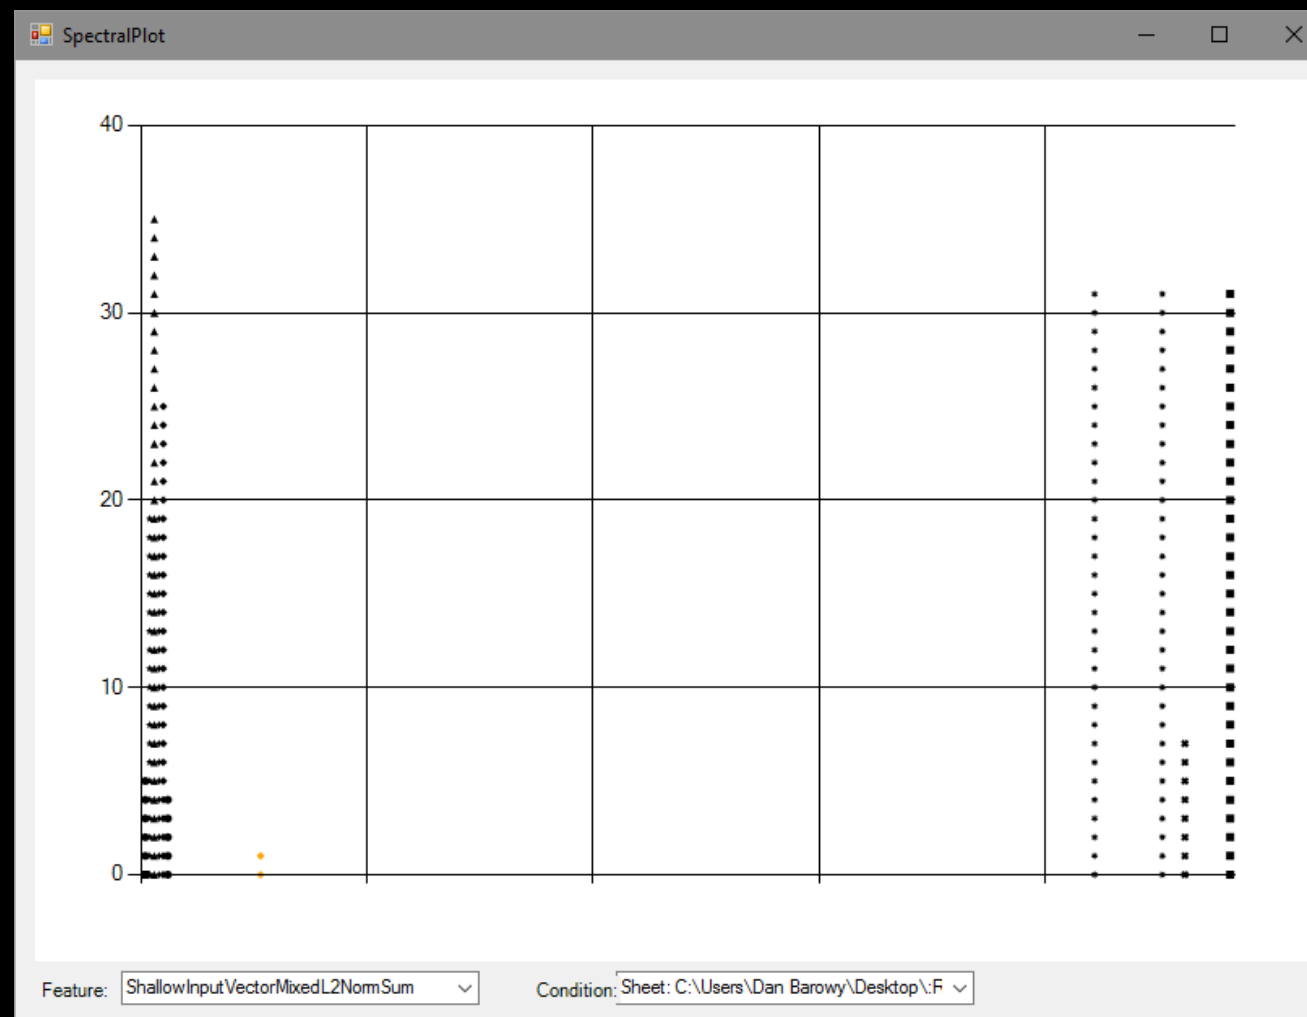 SpectralPlot
40
30
20
10
0
Feature: ShallowInputVectorMixedL2NormSum Condition: Sheet: C:\Users\Dan Barowy\Desktop\:F